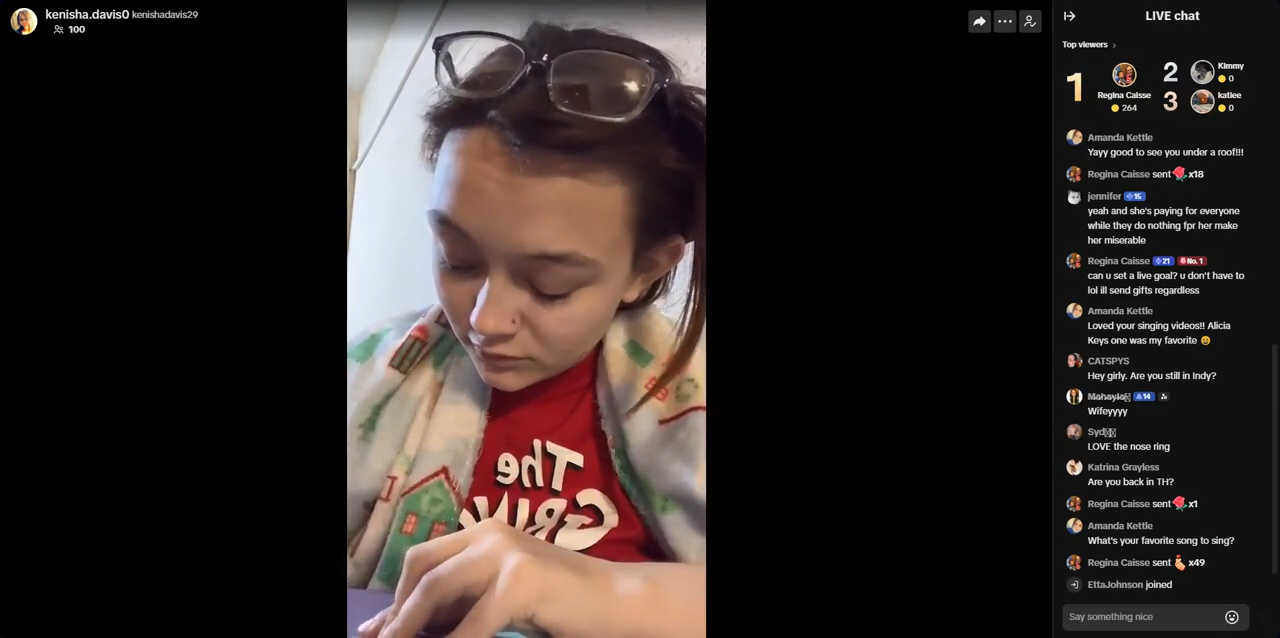 kenisha.davis0 kenishadavis29
100
LIVE chat
Top viewers
1
Regina Caisse
264
2
Kimmy
0
3
katiee
0
Amanda Kettle
Yayy good to see you under a roof!!!
Regina Caisse sent x18
jennifer 15
yeah and she's paying for everyone
while they do nothing fpr her make
her miserable
Regina Caisse 21 No. 1
can u set a live goal? u don't have to
lol ill send gifts regardless
Amanda Kettle
Loved your singing videos!! Alicia
Keys one was my favorite
CATSPYS
Hey girly. Are you still in Indy?
14
Wifeyyyy
Syd
LOVE the nose ring
Katrina Grayless
Are you back in TH?
Regina Caisse sent x1
Amanda Kettle
What's your favorite song to sing?
Regina Caisse sent x49
EttaJohnson joined
Say something nice
The